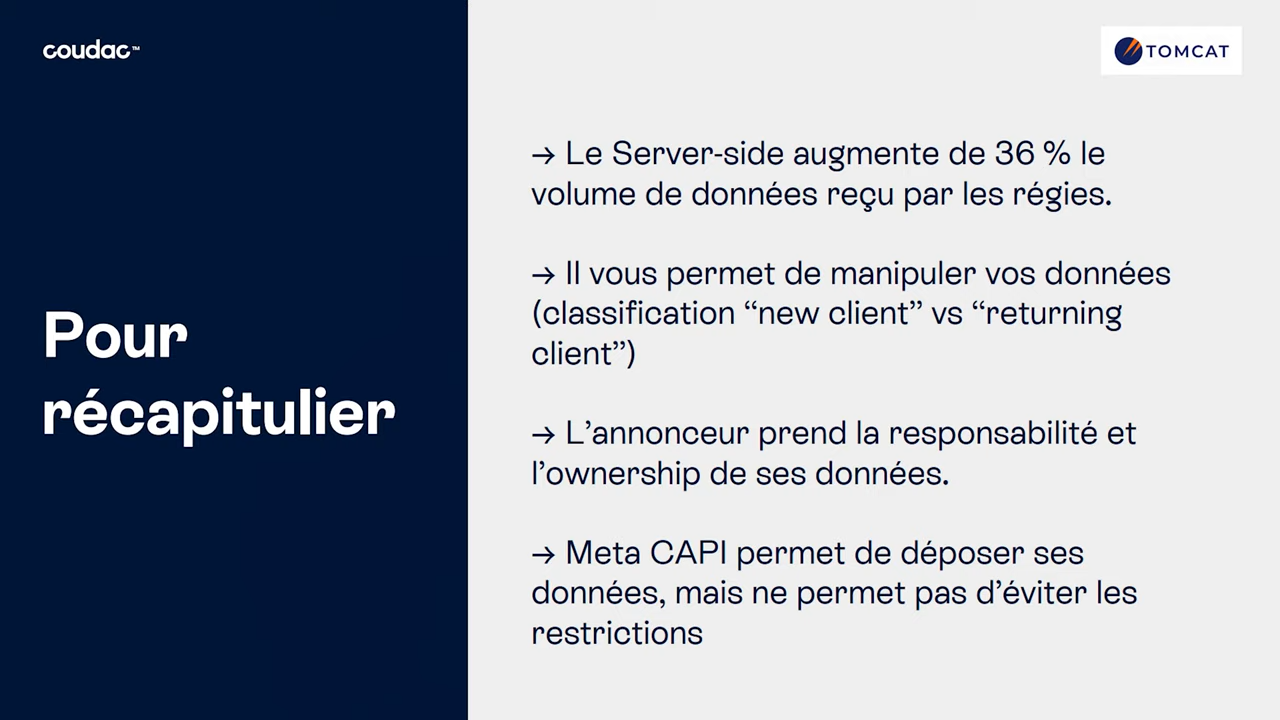 coudac™
TOMCAT
Pour
récapitulier
→ Le Server-side augmente de 36 % le
volume de données reçu par les régies.
→ Il vous permet de manipuler vos données
(classification “new client” vs “returning
client”)
→ L’annonceur prend la responsabilité et
l’ownership de ses données.
→ Meta CAPI permet de déposer ses
données, mais ne permet pas d’éviter les
restrictions